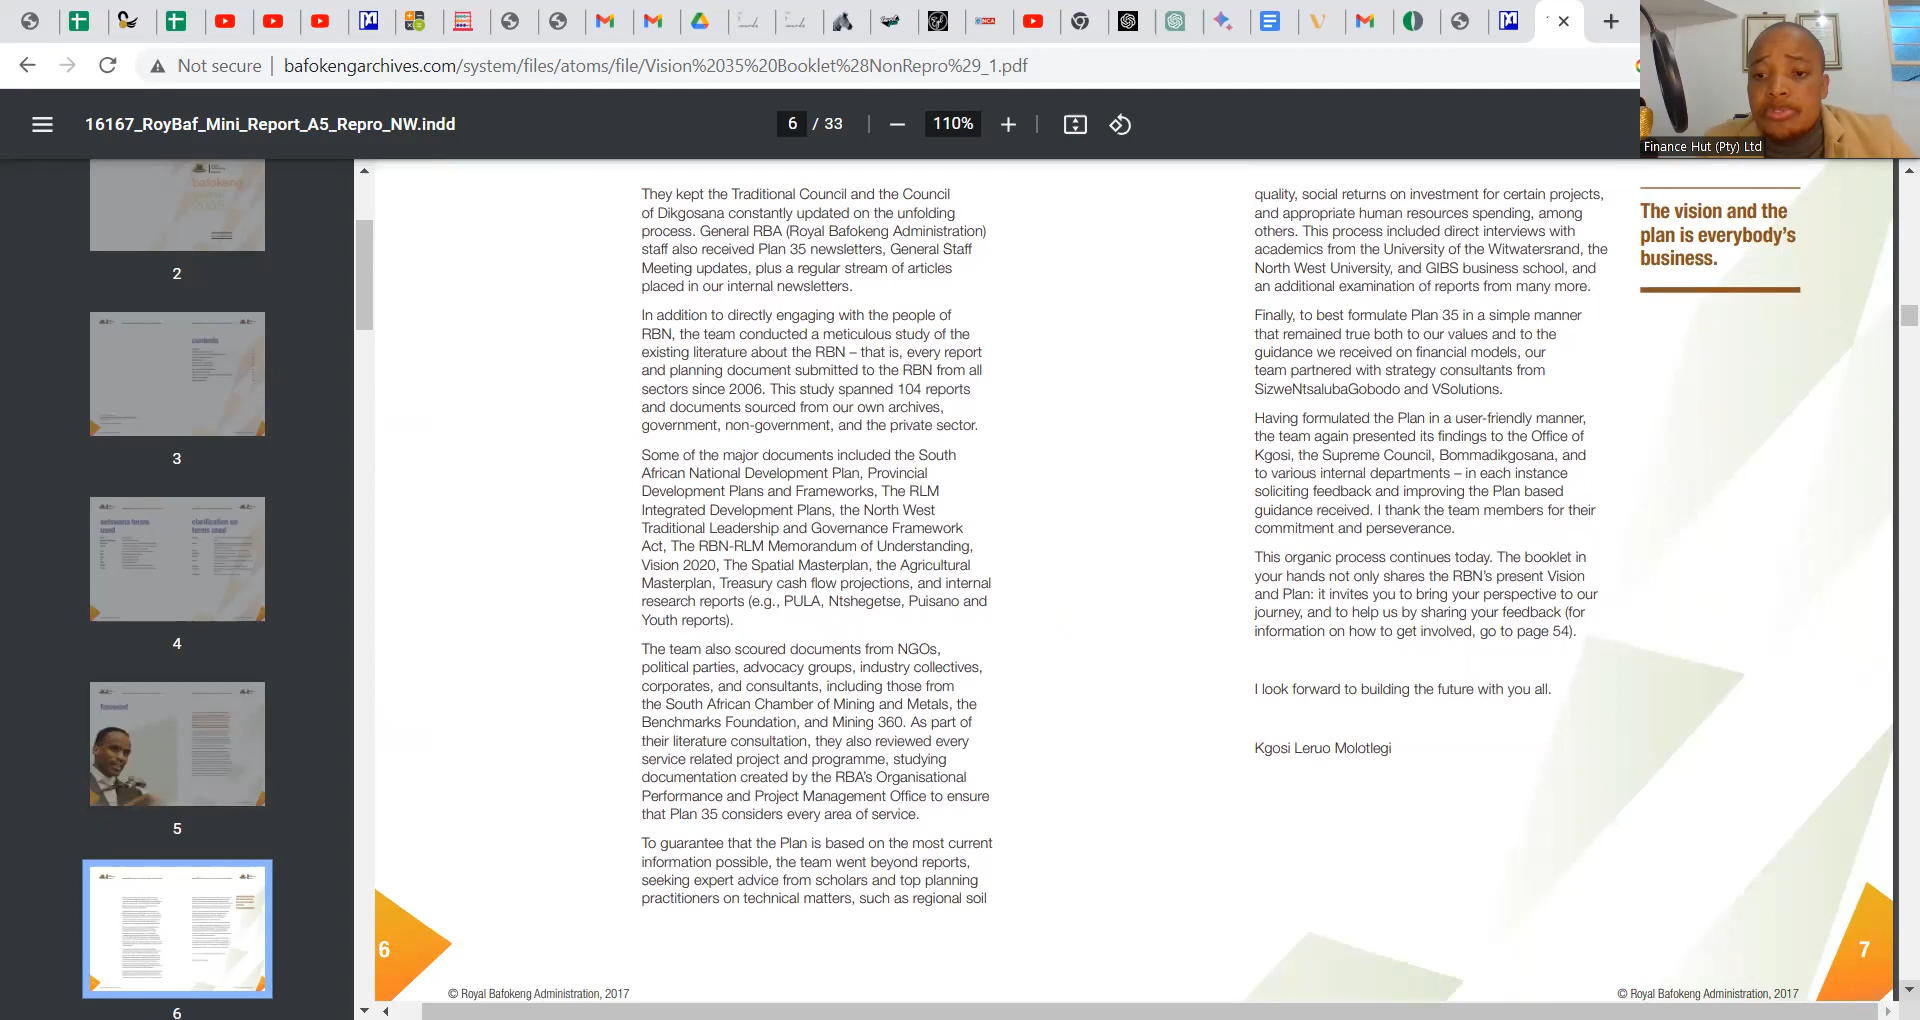 Not secure
bafokengarchives.com/system/files/atoms/file/Vision%2035%20Booklet%28NonRepro%29_1.pdf
16167_RoyBaf_Mini_Report_A5_Repro_NW.indd
6 / 33
110%
Finance Hut (Pty) Ltd
2
contents
3
setswana terms
used
clarification on
terms used
4
foreword
5
6
They kept the Traditional Council and the Council
of Dikgosana constantly updated on the unfolding
process. General RBA (Royal Bafokeng Administration)
staff also received Plan 35 newsletters, General Staff
Meeting updates, plus a regular stream of articles
placed in our internal newsletters.
In addition to directly engaging with the people of
RBN, the team conducted a meticulous study of the
existing literature about the RBN – that is, every report
and planning document submitted to the RBN from all
sectors since 2006. This study spanned 104 reports
and documents sourced from our own archives,
government, non-government, and the private sector.
Some of the major documents included the South
African National Development Plan, Provincial
Development Plans and Frameworks, The RLM
Integrated Development Plans, the North West
Traditional Leadership and Governance Framework
Act, The RBN-RLM Memorandum of Understanding,
Vision 2020, The Spatial Masterplan, the Agricultural
Masterplan, Treasury cash flow projections, and internal
research reports (e.g., PULA, Ntshegetse, Puisano and
Youth reports).
The team also scoured documents from NGOs,
political parties, advocacy groups, industry collectives,
corporates, and consultants, including those from
the South African Chamber of Mining and Metals, the
Benchmarks Foundation, and Mining 360. As part of
their literature consultation, they also reviewed every
service related project and programme, studying
documentation created by the RBA's Organisational
Performance and Project Management Office to ensure
that Plan 35 considers every area of service.
To guarantee that the Plan is based on the most current
information possible, the team went beyond reports,
seeking expert advice from scholars and top planning
practitioners on technical matters, such as regional soil
6
© Royal Bafokeng Administration, 2017
quality, social returns on investment for certain projects,
and appropriate human resources spending, among
others. This process included direct interviews with
academics from the University of the Witwatersrand, the
North West University, and GIBS business school, and
an additional examination of reports from many more.
Finally, to best formulate Plan 35 in a simple manner
that remained true both to our values and to the
guidance we received on financial models, our
team partnered with strategy consultants from
SizweNtsalubaGobodo and VSolutions.
Having formulated the Plan in a user-friendly manner,
the team again presented its findings to the Office of
Kgosi, the Supreme Council, Bommadikgosana, and
to various internal departments – in each instance
soliciting feedback and improving the Plan based
guidance received. I thank the team members for their
commitment and perseverance.
This organic process continues today. The booklet in
your hands not only shares the RBN's present Vision
and Plan: it invites you to bring your perspective to our
journey, and to help us by sharing your feedback (for
information on how to get involved, go to page 54).
I look forward to building the future with you all.
Kgosi Leruo Molotlegi
The vision and the
plan is everybody's
business.
7
© Royal Bafokeng Administration, 2017